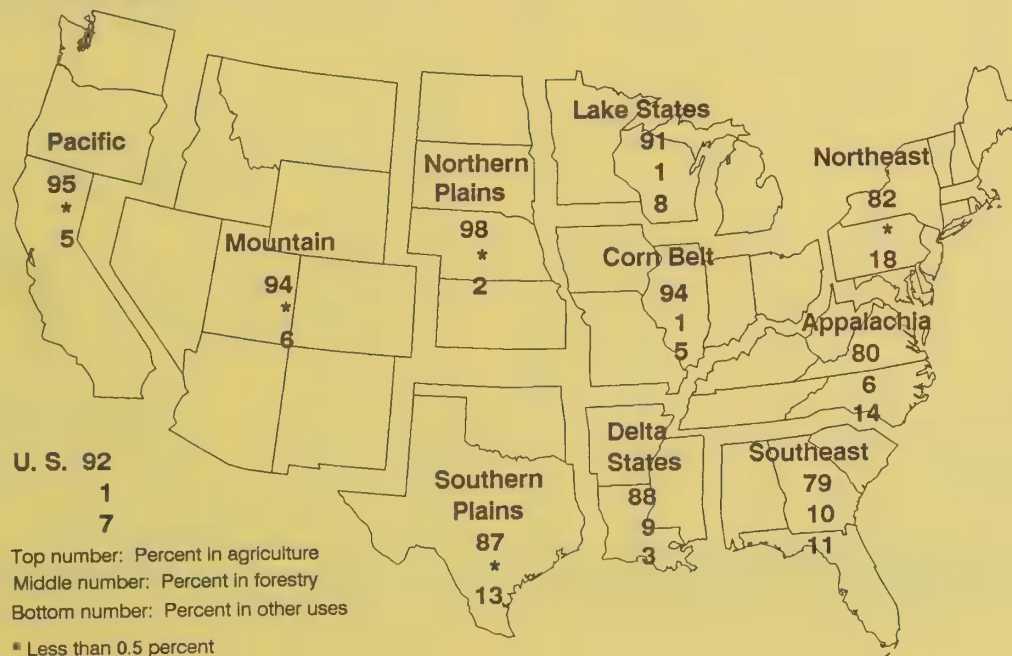 Pacific
95
*
5
Mountain
94
*
6
Northern
Plains
98
*
2
Lake States
91
1
8
Corn Belt
94
1
5
Northeast
82
*
18
Appalachia
80
6
14
Southeast
79
10
11
Delta
States
88
9
3
Southern
Plains
87
*
13
U. S. 92
1
7
Top number: Percent in agriculture
Middle number: Percent in forestry
Bottom number: Percent in other uses
* Less than 0.5 percent